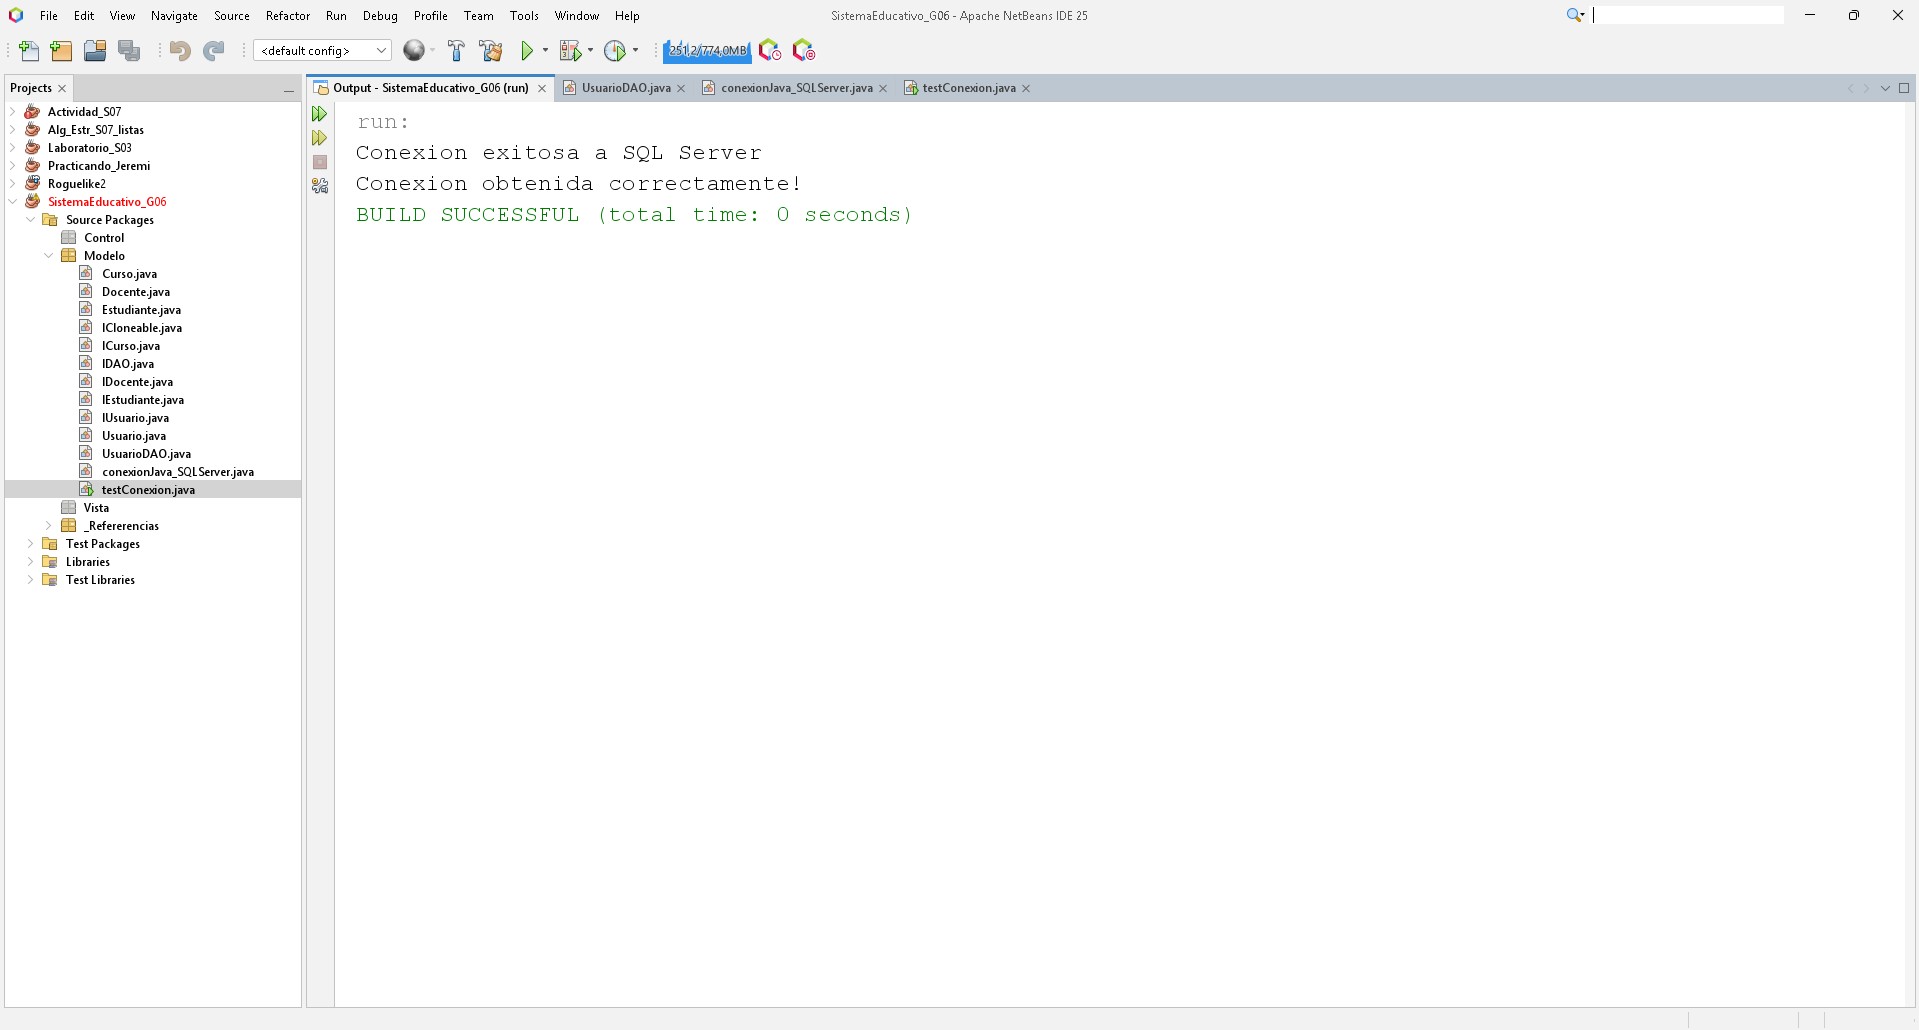 File Edit View Navigate Source Refactor Run Debug Profile Team Tools Window Help
SistemaEducativo_G06 - Apache NetBeans IDE 25
<default config>
251,2/774,0MB
Projects
Output - SistemaEducativo_G06 (run)
UsuarioDAO.java
conexionJava_SQLServer.java
testConexion.java
Actividad_S07
Alg_Estr_S07_listas
Laboratorio_S03
Practicando_Jeremi
Roguelike2
SistemaEducativo_G06
Source Packages
Control
Modelo
Curso.java
Docente.java
Estudiante.java
ICloneable.java
ICurso.java
IDAO.java
IDocente.java
IEstudiante.java
IUsuario.java
Usuario.java
UsuarioDAO.java
conexionJava_SQLServer.java
testConexion.java
Vista
_Refererencias
Test Packages
Libraries
Test Libraries
run:
Conexion exitosa a SQL Server
Conexion obtenida correctamente!
BUILD SUCCESSFUL (total time: 0 seconds)